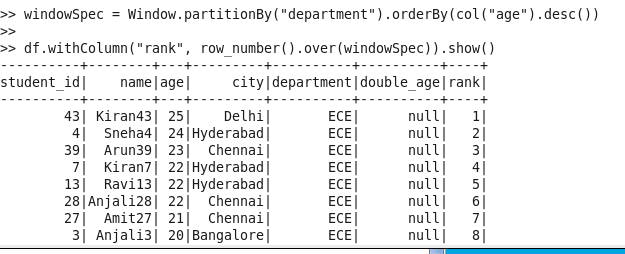 >> windowSpec = Window.partitionBy("department").orderBy(col("age").desc())
>>
>> df.withColumn("rank", row_number().over(windowSpec)).show()
----------+--------+---+---------+----------+----------+----+
student_id|    name|age|     city|department|double_age|rank|
----------+--------+---+---------+----------+----------+----+
        43| Kiran43| 25|    Delhi|       ECE|      null|   1|
         4|  Sneha4| 24|Hyderabad|       ECE|      null|   2|
        39|  Arun39| 23|  Chennai|       ECE|      null|   3|
         7|  Kiran7| 22|Hyderabad|       ECE|      null|   4|
        13|  Ravi13| 22|Hyderabad|       ECE|      null|   5|
        28|Anjali28| 22|  Chennai|       ECE|      null|   6|
        27|  Amit27| 21|  Chennai|       ECE|      null|   7|
         3| Anjali3| 20|Bangalore|       ECE|      null|   8|